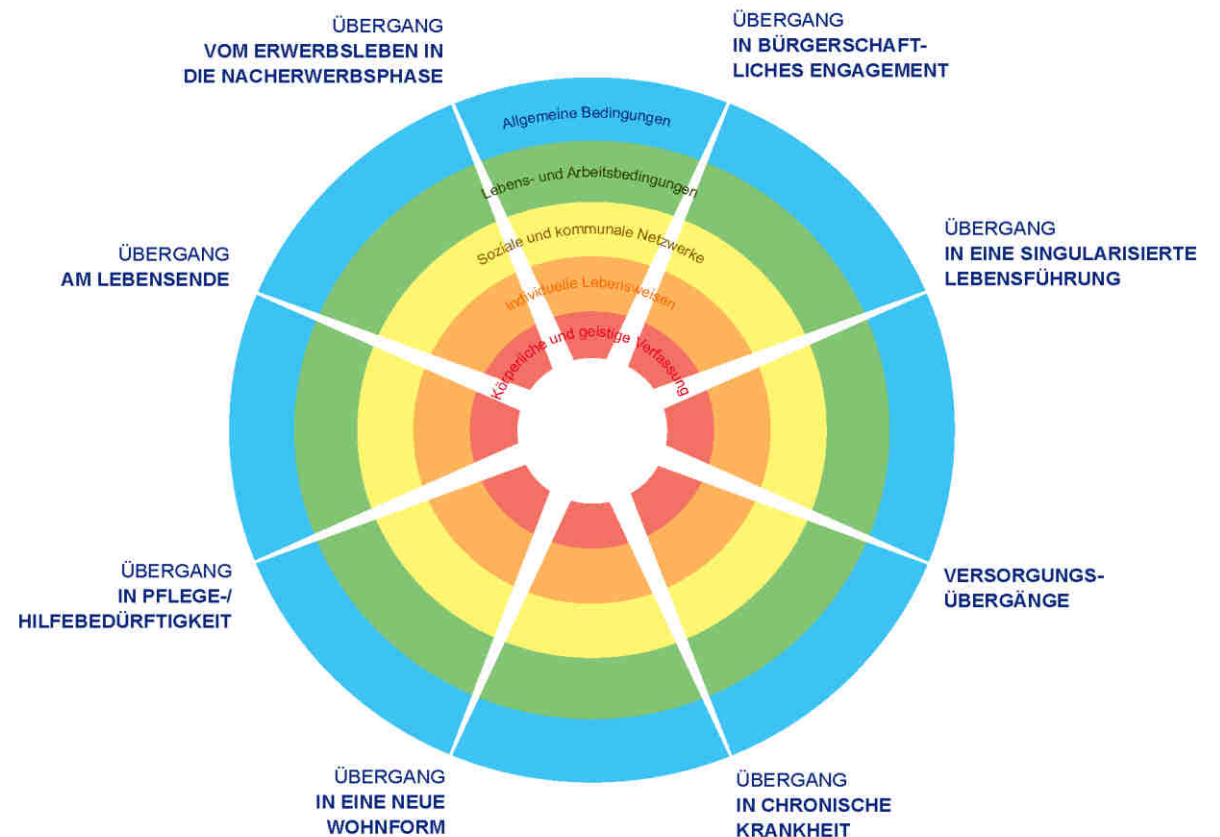 ÜBERGANG
VOM ERWERBSLEBEN IN
DIE NACHERWERBSPHASE
ÜBERGANG
IN BÜRGERSCHAFT-
LICHES ENGAGEMENT
Allgemeine Bedingungen
Lebens- und Arbeitsbedingungen
Soziale und kommunale Netzwerke
Individuelle Lebensweisen
Körperliche und geistige Verfassung
ÜBERGANG
AM LEBENSENDE
ÜBERGANG
IN EINE SINGULARISIERTE
LEBENSFÜHRUNG
ÜBERGANG
IN PFLEGE-/
HILFEBEDÜRFTIGKEIT
VERSORGUNGS-
ÜBERGÄNGE
ÜBERGANG
IN EINE NEUE
WOHNFORM
ÜBERGANG
IN CHRONISCHE
KRANKHEIT